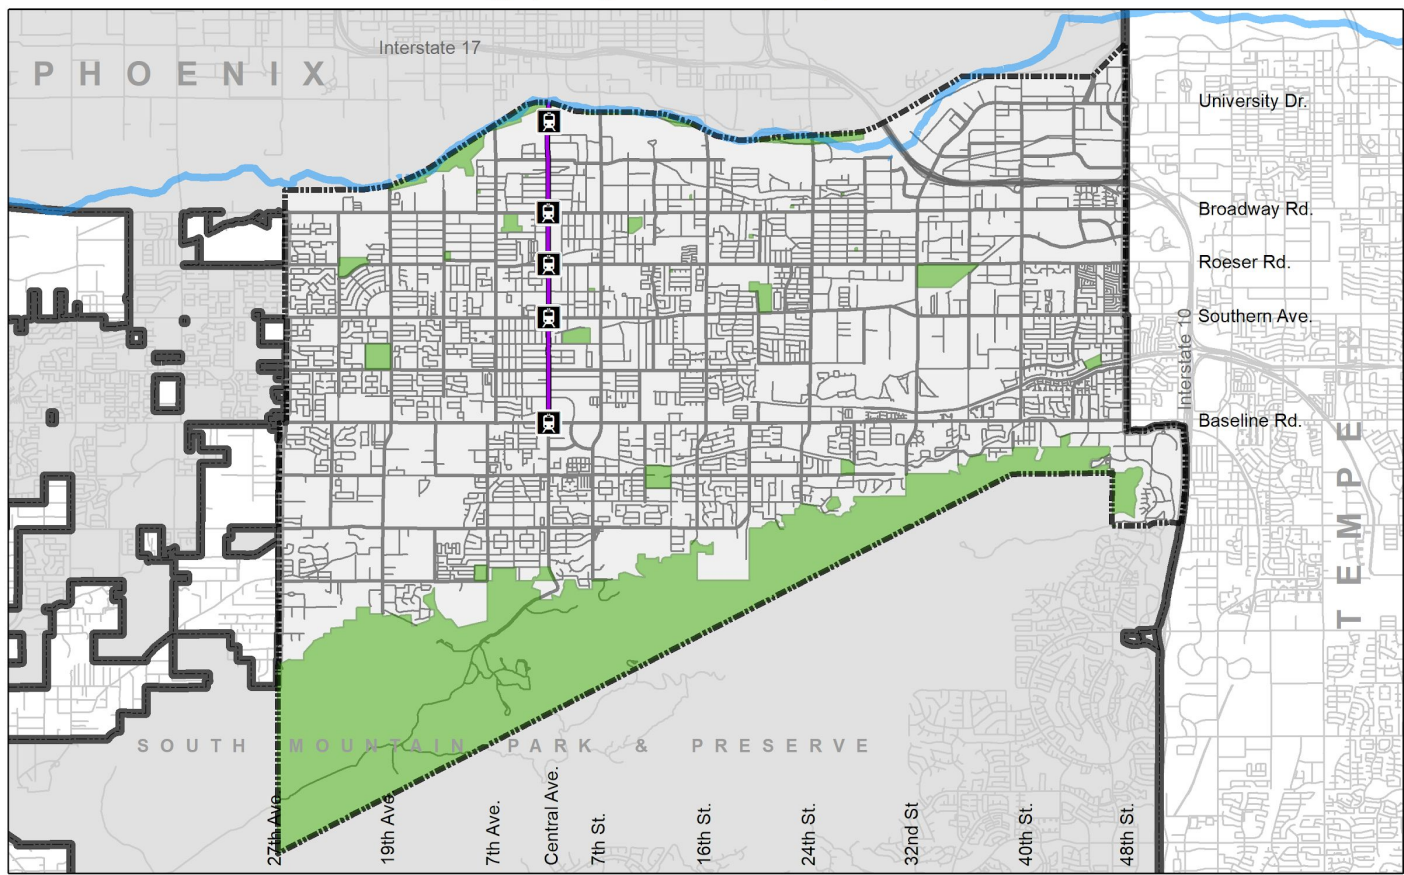 Interstate 17
PHOENIX
University Dr.
Broadway Rd.
Roeser Rd.
Southern Ave.
Interstate 10
Baseline Rd.
TEMPE
SOUTH MOUNTAIN PARK & PRESERVE
27th Ave.
19th Ave.
7th Ave.
Central Ave.
7th St.
16th St.
24th St.
32nd St
40th St.
48th St.